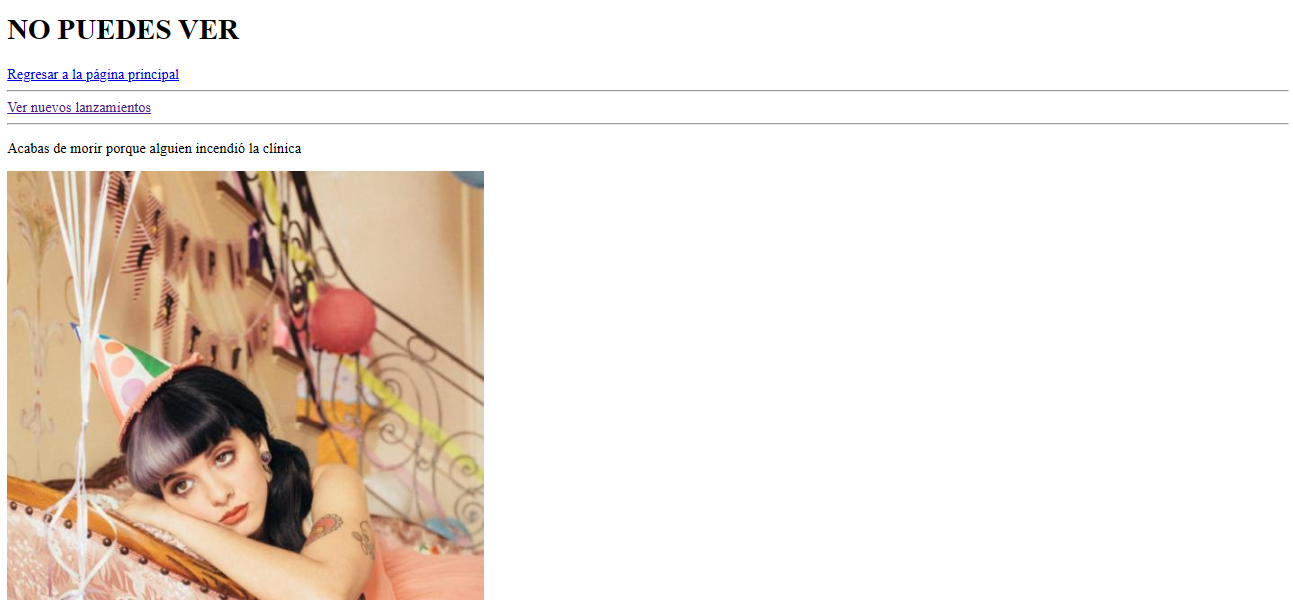 NO PUEDES VER
Regresar a la página principal
Ver nuevos lanzamientos
Acabas de morir porque alguien incendió la clínica